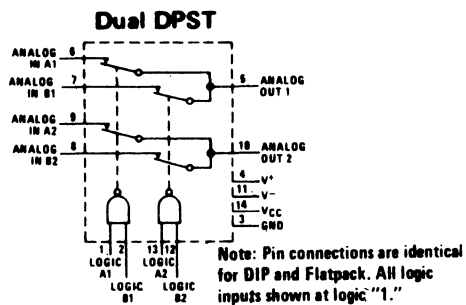 Dual DPST
ANALOG IN A1 6
ANALOG IN B1 7
5 ANALOG OUT 1
ANALOG IN A2 9
ANALOG IN B2 8
10 ANALOG OUT 2
4 V+
11 V−
14 VCC
3 GND
1 2 13 12
LOGIC A1
LOGIC B1
LOGIC A2
LOGIC B2
Note: Pin connections are identical
for DIP and Flatpack. All logic
inputs shown at logic "1."